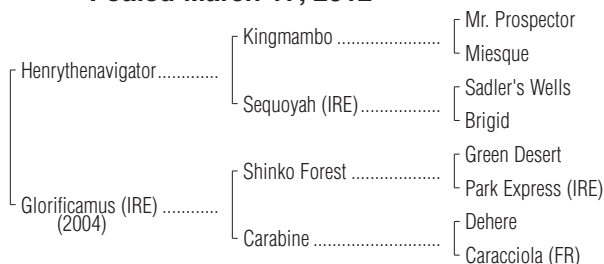 Foaled March 17, 2012
Mr. Prospector
Kingmambo
Miesque
Henrythenavigator
Sadler's Wells
Sequoyah (IRE)
Brigid
Green Desert
Shinko Forest
Park Express (IRE)
Glorificamus (IRE)
(2004)
Dehere
Carabine
Caracciola (FR)